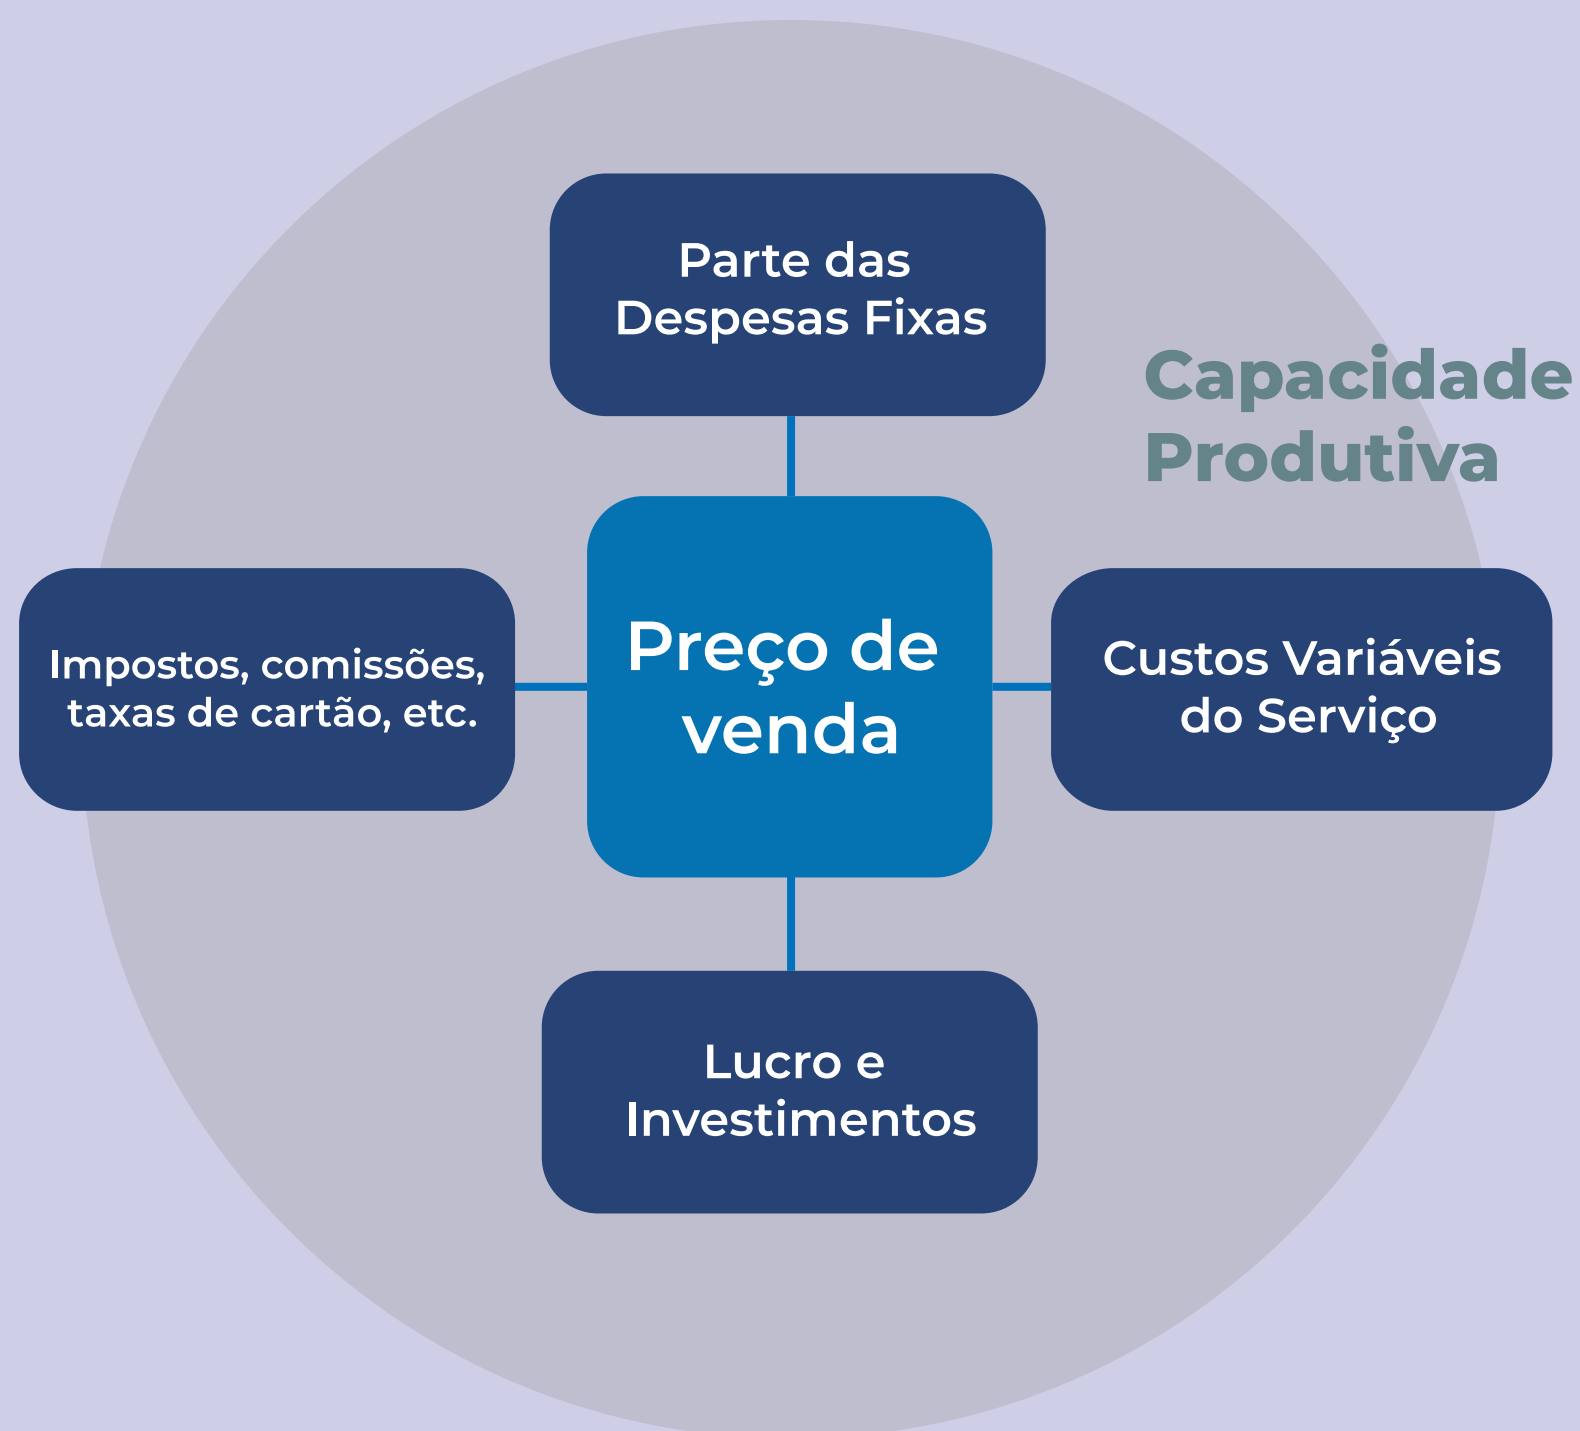 Parte das
Despesas Fixas
Capacidade
Produtiva
Impostos, comissões,
taxas de cartão, etc.
Preço de
venda
Custos Variáveis
do Serviço
Lucro e
Investimentos